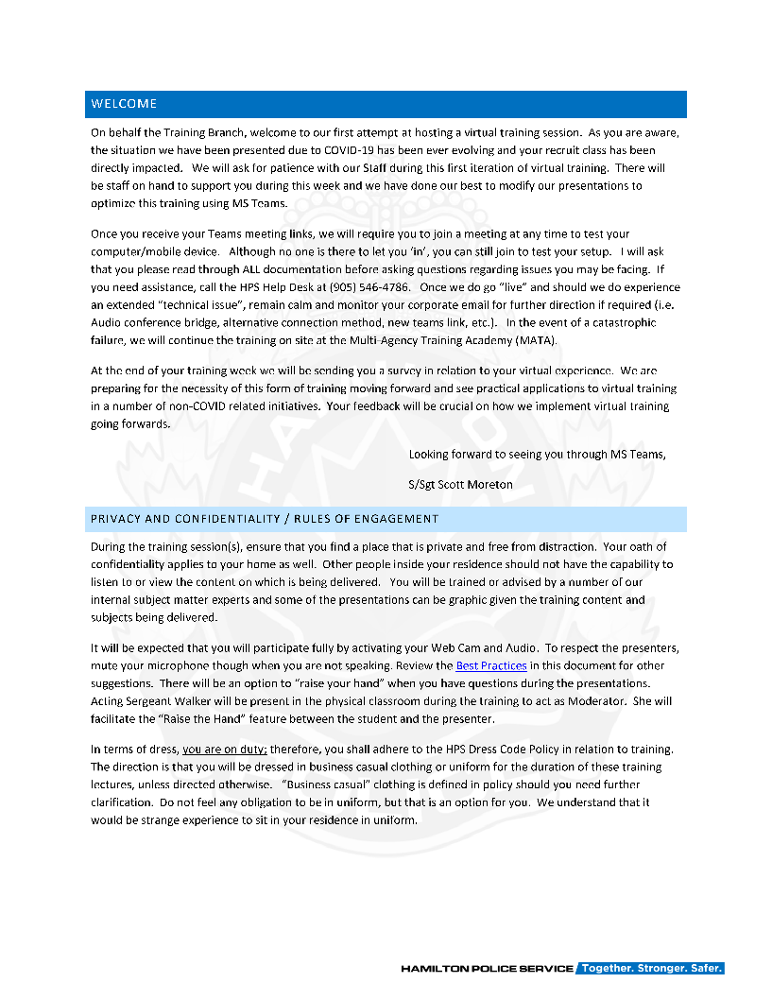 WELCOME
On behalf the Training Branch, welcome to our first attempt at hosting a virtual training session.  As you are aware,
the situation we have been presented due to COVID-19 has been ever evolving and your recruit class has been
directly impacted.   We will ask for patience with our Staff during this first iteration of virtual training.  There will
be staff on hand to support you during this week and we have done our best to modify our presentations to
optimize this training using MS Teams.
Once you receive your Teams meeting links, we will require you to join a meeting at any time to test your
computer/mobile device.   Although no one is there to let you ‘in’, you can still join to test your setup.   I will ask
that you please read through ALL documentation before asking questions regarding issues you may be facing.  If
you need assistance, call the HPS Help Desk at (905) 546-4786.   Once we do go “live” and should we do experience
an extended “technical issue”, remain calm and monitor your corporate email for further direction if required (i.e.
Audio conference bridge, alternative connection method, new teams link, etc.).   In the event of a catastrophic
failure, we will continue the training on site at the Multi-Agency Training Academy (MATA).
At the end of your training week we will be sending you a survey in relation to your virtual experience.  We are
preparing for the necessity of this form of training moving forward and see practical applications to virtual training
in a number of non-COVID related initiatives.  Your feedback will be crucial on how we implement virtual training
going forwards.
Looking forward to seeing you through MS Teams,
S/Sgt Scott Moreton
PRIVACY AND CONFIDENTIALITY / RULES OF ENGAGEMENT
During the training session(s), ensure that you find a place that is private and free from distraction.  Your oath of
confidentiality applies to your home as well.  Other people inside your residence should not have the capability to
listen to or view the content on which is being delivered.   You will be trained or advised by a number of our
internal subject matter experts and some of the presentations can be graphic given the training content and
subjects being delivered.
It will be expected that you will participate fully by activating your Web Cam and Audio.  To respect the presenters,
mute your microphone though when you are not speaking. Review the Best Practices in this document for other
suggestions.  There will be an option to “raise your hand” when you have questions during the presentations.
Acting Sergeant Walker will be present in the physical classroom during the training to act as Moderator.  She will
facilitate the “Raise the Hand” feature between the student and the presenter.
In terms of dress, you are on duty; therefore, you shall adhere to the HPS Dress Code Policy in relation to training.
The direction is that you will be dressed in business casual clothing or uniform for the duration of these training
lectures, unless directed otherwise.   “Business casual” clothing is defined in policy should you need further
clarification.  Do not feel any obligation to be in uniform, but that is an option for you.  We understand that it
would be strange experience to sit in your residence in uniform.
HAMILTON POLICE SERVICE Together. Stronger. Safer.